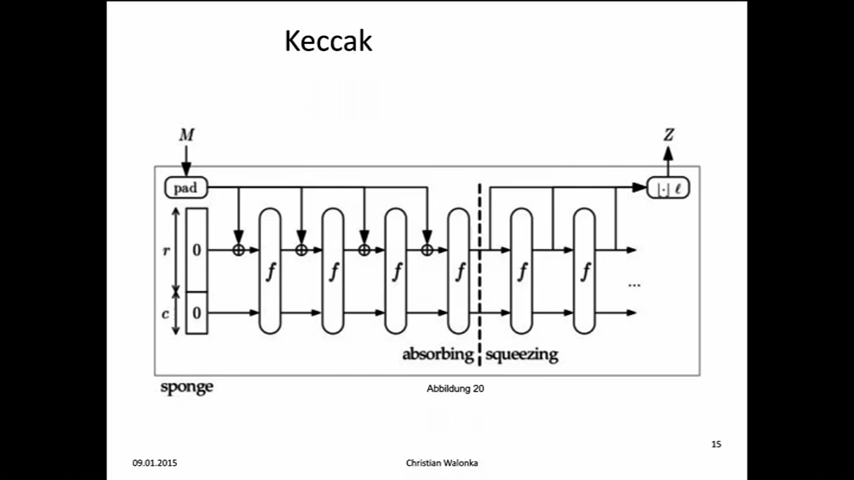 Keccak
M
Z
pad
⌊·⌋ ℓ
r
0
f f f f f f
...
c
0
absorbing squeezing
sponge
Abbildung 20
15
09.01.2015
Christian Walonka